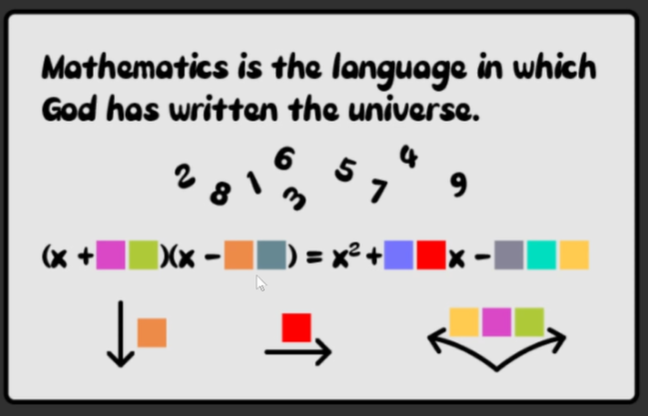 Mathematics is the language in which
God has written the universe.
2 8 1 6 3 5 7 4 9
(x + )(x - ) = x² + x -